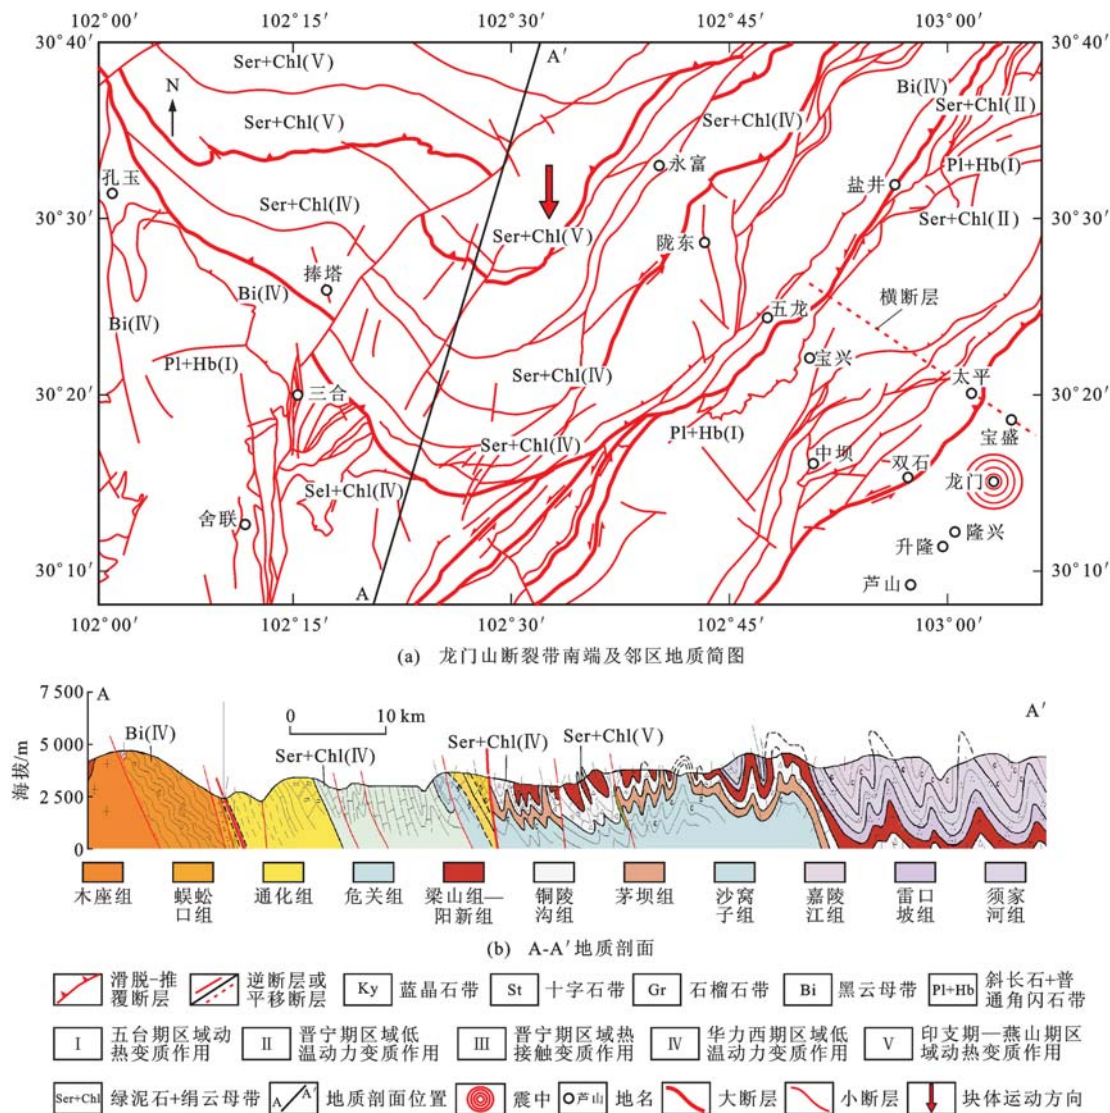 102°00′ 102°15′ 102°30′ 102°45′ 103°00′
30°40′ 30°40′
A′
N
Ser+Chl(Ⅴ)
Bi(Ⅳ)
Ser+Chl(Ⅱ)
Ser+Chl(Ⅴ)
Ser+Chl(Ⅳ)
孔玉
永富
Pl+Hb(Ⅰ)
盐井
Ser+Chl(Ⅳ)
30°30′ 30°30′
Ser+Chl(Ⅴ)
Ser+Chl(Ⅱ)
陇东
捧塔
Bi(Ⅳ)
横断层
Bi(Ⅳ)
五龙
Pl+Hb(Ⅰ)
宝兴
Ser+Chl(Ⅳ)
太平
30°20′ 30°20′
三合
宝盛
Pl+Hb(Ⅰ)
Ser+Chl(Ⅳ)
中坝
双石
龙门
Sel+Chl(Ⅳ)
舍联
隆兴
升隆
30°10′ 30°10′
芦山
A
102°00′ 102°15′ 102°30′ 102°45′ 103°00′
(a) 龙门山断裂带南端及邻区地质简图
7 500 A A′
0 10 km
Bi(Ⅳ) Ser+Chl(Ⅳ) Ser+Chl(Ⅳ) Ser+Chl(Ⅴ)
5 000
海拔/m
2 500
0
木座组 蜈蚣口组 通化组 危关组 梁山组—阳新组 铜陵沟组 茅坝组 沙窝子组 嘉陵江组 雷口坡组 须家河组
(b) A-A′地质剖面
滑脱-推覆断层 逆断层或平移断层 Ky 蓝晶石带 St 十字石带 Gr 石榴石带 Bi 黑云母带 Pl+Hb 斜长石+普通角闪石带
Ⅰ 五台期区域动热变质作用 Ⅱ 晋宁期区域低温动力变质作用 Ⅲ 晋宁期区域热接触变质作用 Ⅳ 华力西期区域低温动力变质作用 Ⅴ 印支期—燕山期区域动热变质作用
Ser+Chl 绿泥石+绢云母带 A A′ 地质剖面位置 震中 芦山 地名 大断层 小断层 块体运动方向